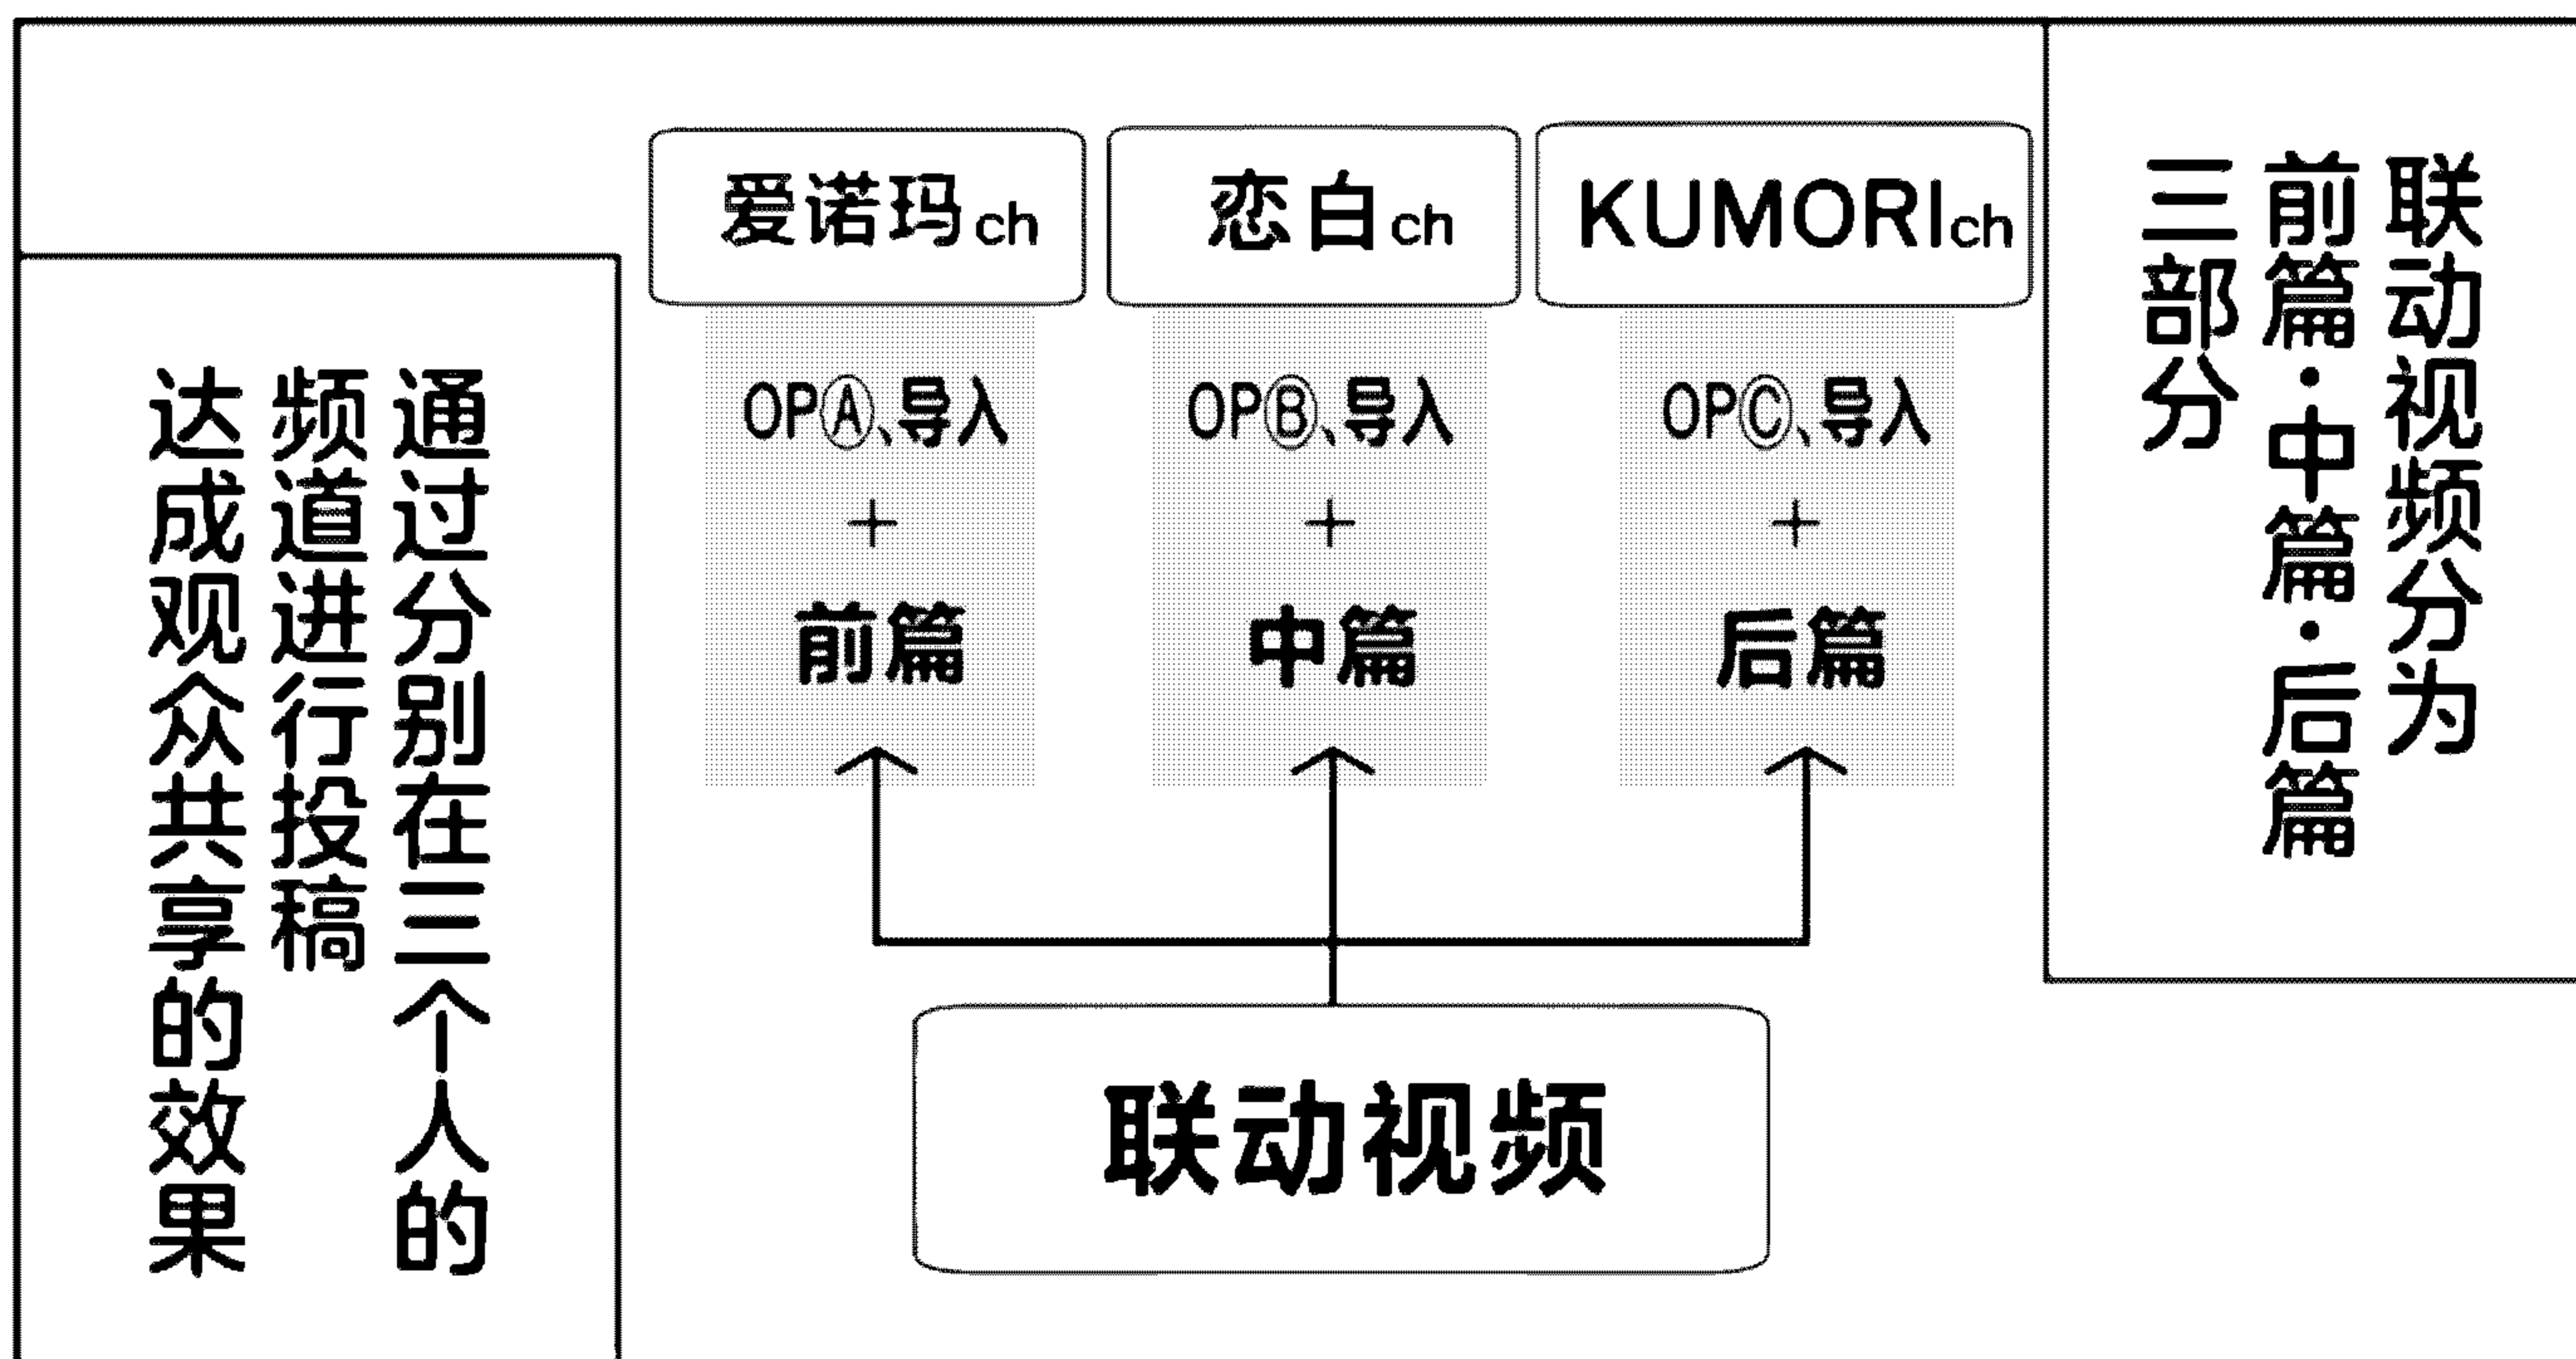 联动视频分为
前篇·中篇·后篇
三部分
爱诺玛ch
恋白ch
KUMORIch
OPⒶ、导入
+
前篇
OPⒷ、导入
+
中篇
OPⒸ、导入
+
后篇
联动视频
通过分别在三个人的
频道进行投稿
达成观众共享的效果